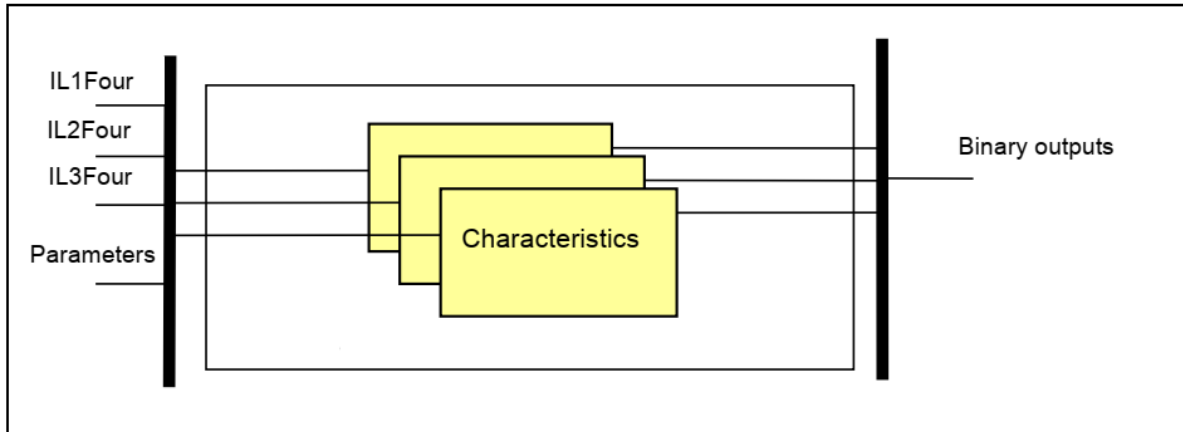 IL1Four
IL2Four
IL3Four
Parameters
Characteristics
Binary outputs